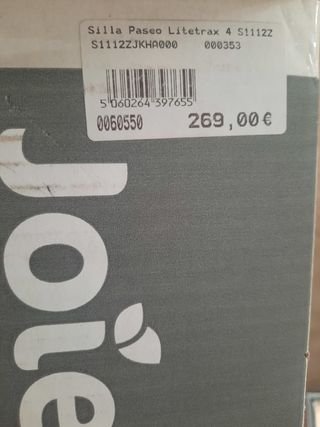 Silla Paseo Litetrax 4 S1112Z
S1112ZJKHA000 000353
5 060264 397655
0060550 269,00€
Joie